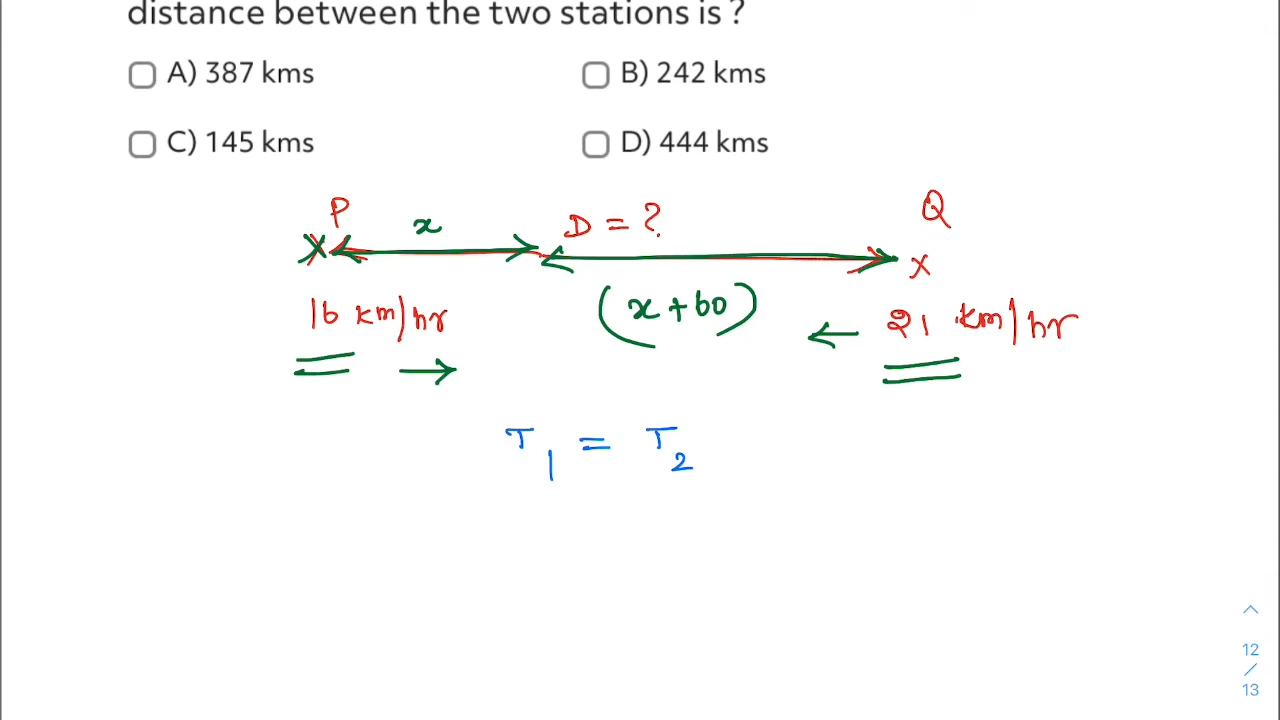 distance between the two stations is ?
A) 387 kms
B) 242 kms
C) 145 kms
D) 444 kms
P
x
D = ?
Q
x
16 km/hr
(x + 60)
21 km/hr
T1 = T2
12
/
13